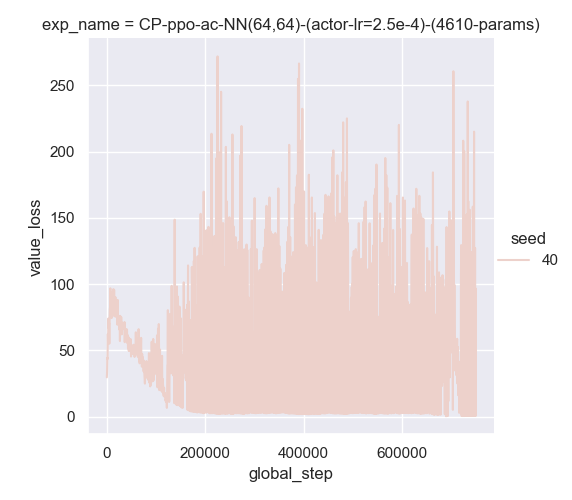 exp_name = CP-ppo-ac-NN(64,64)-(actor-lr=2.5e-4)-(4610-params)
250
200
150
100
50
0
value_loss
0
200000
400000
600000
global_step
seed
40